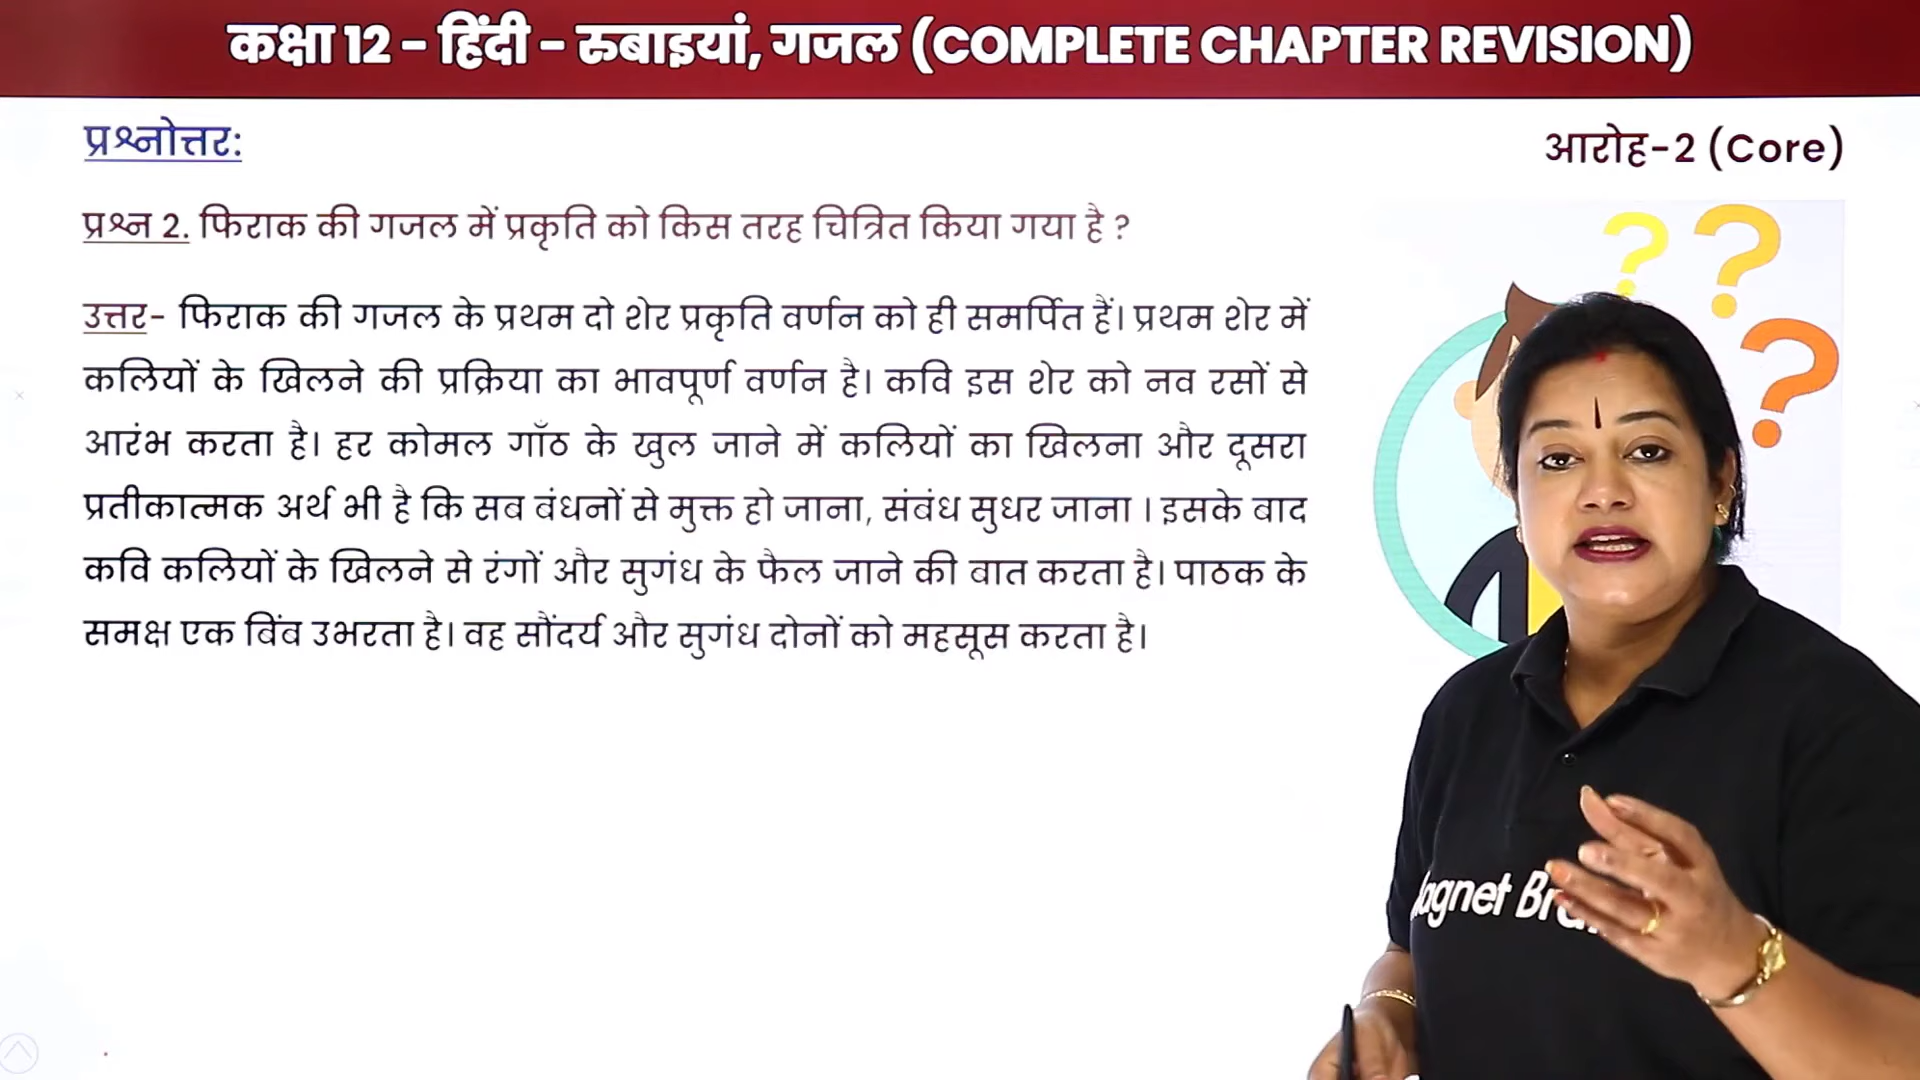 कक्षा 12 - हिंदी - रुबाइयां, गजल (COMPLETE CHAPTER REVISION)
प्रश्नोत्तर:
आरोह-2 (Core)
प्रश्न 2. फिराक की गजल में प्रकृति को किस तरह चित्रित किया गया है ?
उत्तर- फिराक की गजल के प्रथम दो शेर प्रकृति वर्णन को ही समर्पित हैं। प्रथम शेर में
कलियों के खिलने की प्रक्रिया का भावपूर्ण वर्णन है। कवि इस शेर को नव रसों से
आरंभ करता है। हर कोमल गाँठ के खुल जाने में कलियों का खिलना और दूसरा
प्रतीकात्मक अर्थ भी है कि सब बंधनों से मुक्त हो जाना, संबंध सुधर जाना । इसके बाद
कवि कलियों के खिलने से रंगों और सुगंध के फैल जाने की बात करता है। पाठक के
समक्ष एक बिंब उभरता है। वह सौंदर्य और सुगंध दोनों को महसूस करता है।
? ? ?
agnet Br